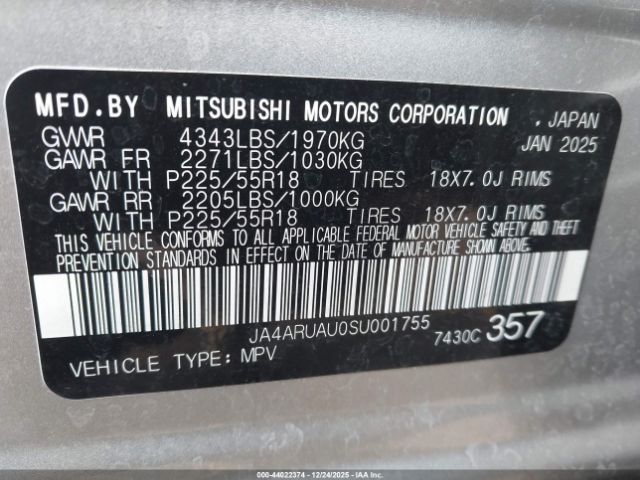 MFD.BY MITSUBISHI MOTORS CORPORATION . JAPAN
GVWR 4343LBS/1970KG JAN 2025
GAWR FR 2271LBS/1030KG
WITH P225/55R18 TIRES 18X7.0J RIMS
GAWR RR 2205LBS/1000KG
WITH P225/55R18 TIRES 18X7.0J RIMS
THIS VEHICLE CONFORMS TO ALL APPLICABLE FEDERAL MOTOR VEHICLE SAFETY AND THEFT
PREVENTION STANDARDS IN EFFECT ON THE DATE OF MANUFACTURE SHOWN ABOVE.
JA4ARUAU0SU001755
7430C 357
VEHICLE TYPE: MPV
000-44022374 - 12/24/2025 - IAAI.CA